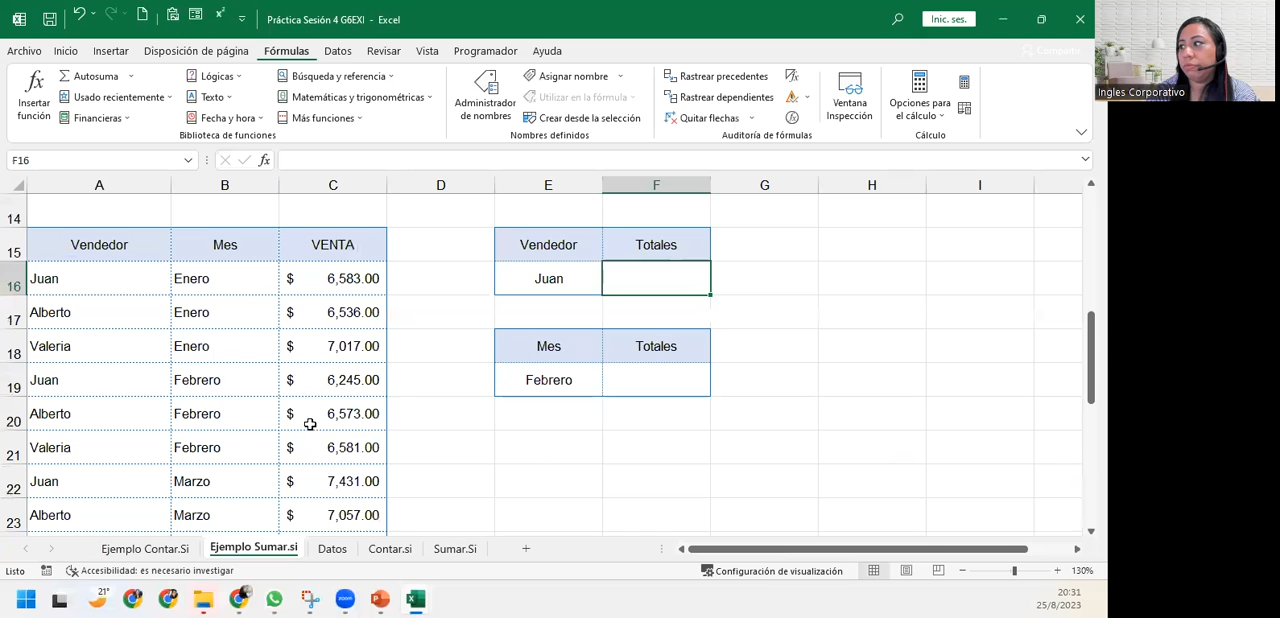 Práctica Sesión 4 G6EXI - Excel
Inic. ses.
Archivo Inicio Insertar Disposición de página Fórmulas Datos Revisar Vista Programador Ayuda
Compartir
Insertar función
Autosuma
Usado recientemente
Financieras
Lógicas
Texto
Fecha y hora
Búsqueda y referencia
Matemáticas y trigonométricas
Más funciones
Biblioteca de funciones
Administrador de nombres
Asignar nombre
Utilizar en la fórmula
Crear desde la selección
Nombres definidos
Rastrear precedentes
Rastrear dependientes
Quitar flechas
Auditoría de fórmulas
Ventana Inspección
Opciones para el cálculo
Cálculo
Ingles Corporativo
F16
fx
A B C D E F G H I
14
15 Vendedor Mes VENTA Vendedor Totales
16 Juan Enero $ 6,583.00 Juan
17 Alberto Enero $ 6,536.00
18 Valeria Enero $ 7,017.00 Mes Totales
19 Juan Febrero $ 6,245.00 Febrero
20 Alberto Febrero $ 6,573.00
21 Valeria Febrero $ 6,581.00
22 Juan Marzo $ 7,431.00
23 Alberto Marzo $ 7,057.00
Ejemplo Contar.Si Ejemplo Sumar.si Datos Contar.si Sumar.Si
Listo Accesibilidad: es necesario investigar Configuración de visualización 130%
21°
20:31
25/8/2023